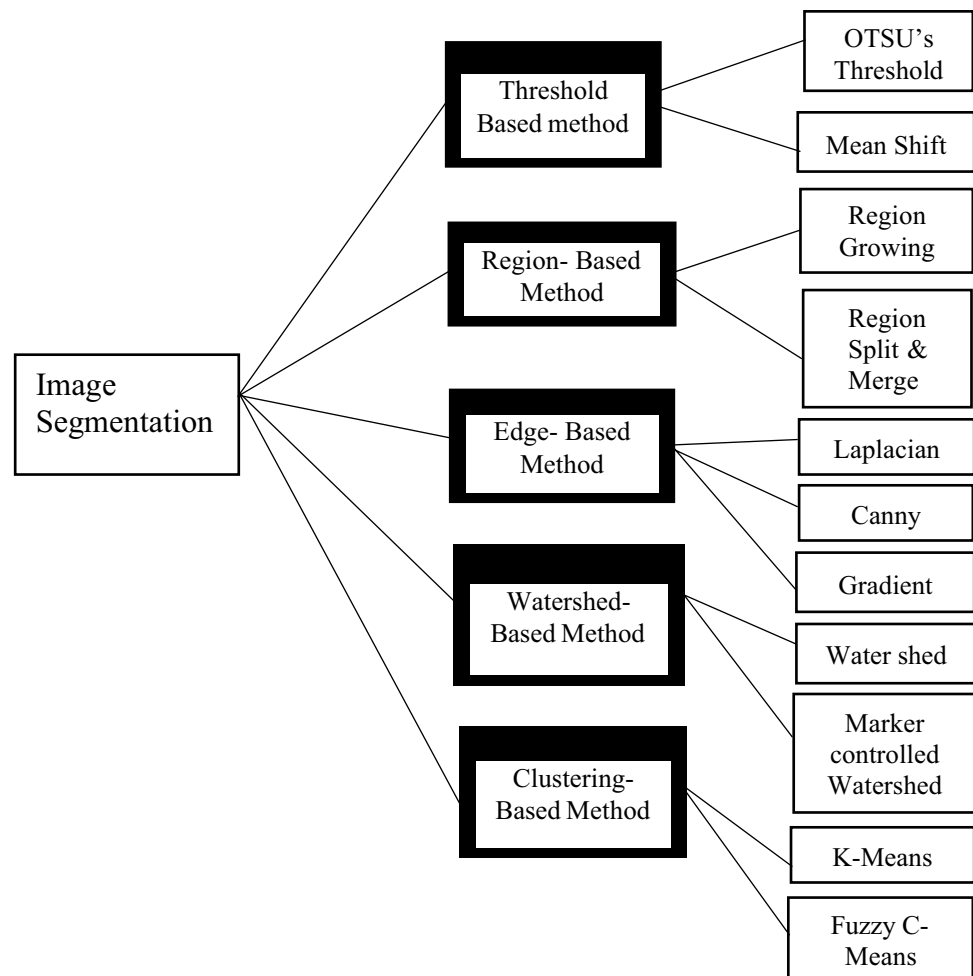 Image
Segmentation
Threshold
Based method
OTSU’s
Threshold
Mean Shift
Region- Based
Method
Region
Growing
Region
Split &
Merge
Edge- Based
Method
Laplacian
Canny
Gradient
Watershed-
Based Method
Water shed
Marker
controlled
Watershed
Clustering-
Based Method
K-Means
Fuzzy C-
Means